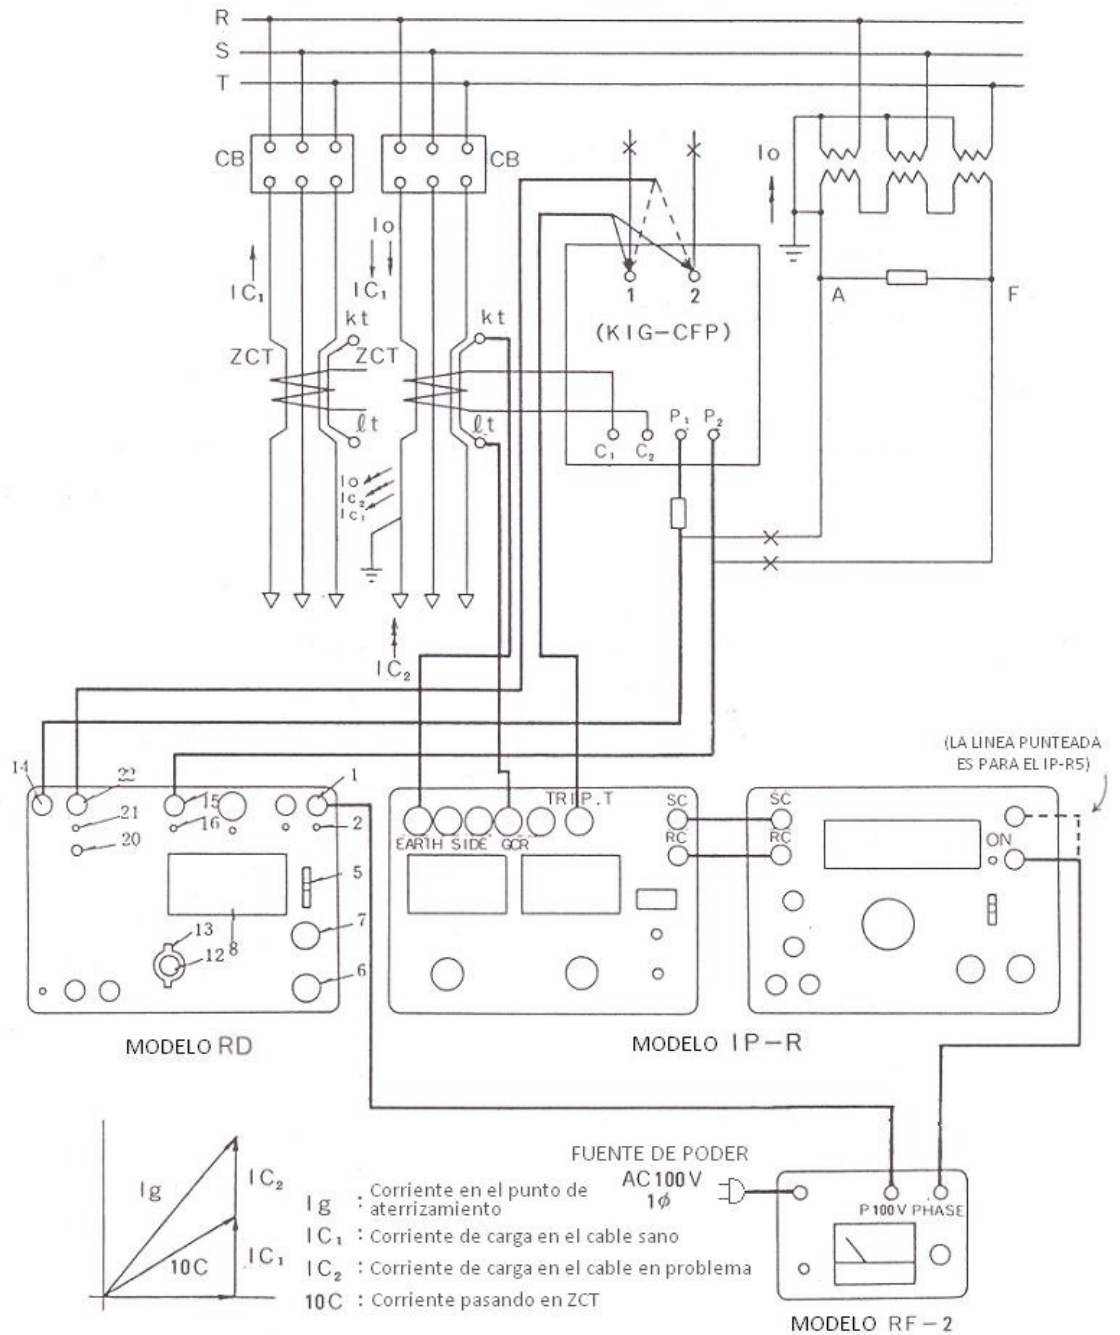 R
S
T
CB
CB
Io
Io
IC₁
IC₁
kt
kt
ZCT
ZCT
ℓt
ℓt
1
2
(KIG-CFP)
A
F
P₁
P₂
C₁
C₂
Io
Ic₂
Ic₁
IC₂
(LA LINEA PUNTEADA
ES PARA EL IP-R5)
14
22
15
1
21
16
2
20
5
7
13
12
8
6
TRIP.T
SC
SC
EARTH SIDE GCR
RC
RC
ON
MODELO RD
MODELO IP-R
FUENTE DE PODER
AC 100 V
1ϕ
P 100 V PHASE
MODELO RF-2
Ig
IC₂
10C
IC₁
Ig : Corriente en el punto de
aterrizamiento
IC₁ : Corriente de carga en el cable sano
IC₂ : Corriente de carga en el cable en problema
10C : Corriente pasando en ZCT